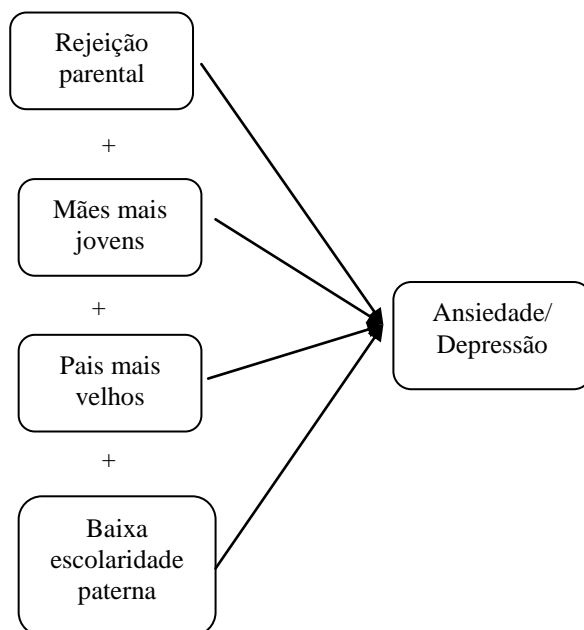 Rejeição
parental
+
Mães mais
jovens
+
Pais mais
velhos
+
Baixa
escolaridade
paterna
Ansiedade/
Depressão